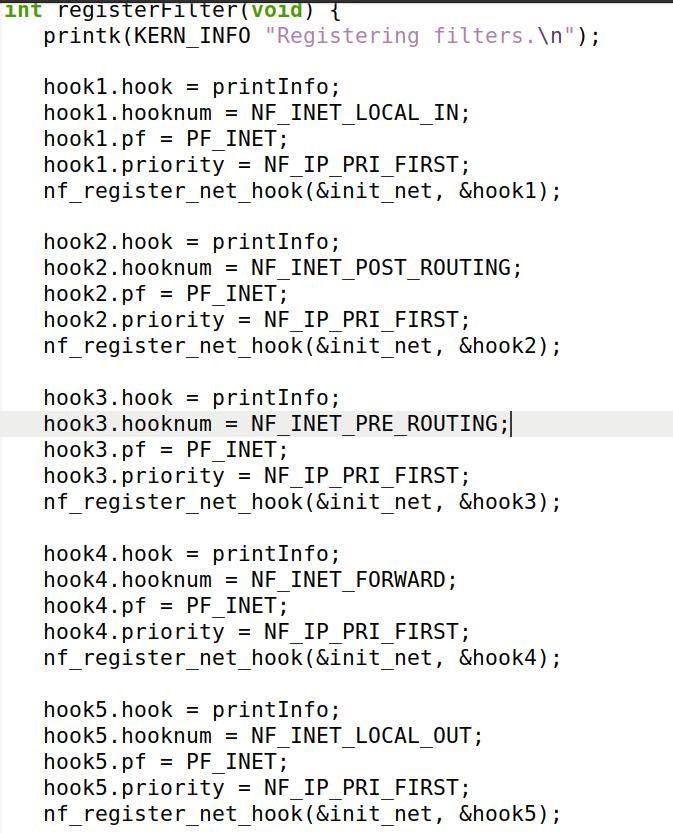 int registerFilter(void) {
   printk(KERN_INFO "Registering filters.\n");

   hook1.hook = printInfo;
   hook1.hooknum = NF_INET_LOCAL_IN;
   hook1.pf = PF_INET;
   hook1.priority = NF_IP_PRI_FIRST;
   nf_register_net_hook(&init_net, &hook1);

   hook2.hook = printInfo;
   hook2.hooknum = NF_INET_POST_ROUTING;
   hook2.pf = PF_INET;
   hook2.priority = NF_IP_PRI_FIRST;
   nf_register_net_hook(&init_net, &hook2);

   hook3.hook = printInfo;
   hook3.hooknum = NF_INET_PRE_ROUTING;
   hook3.pf = PF_INET;
   hook3.priority = NF_IP_PRI_FIRST;
   nf_register_net_hook(&init_net, &hook3);

   hook4.hook = printInfo;
   hook4.hooknum = NF_INET_FORWARD;
   hook4.pf = PF_INET;
   hook4.priority = NF_IP_PRI_FIRST;
   nf_register_net_hook(&init_net, &hook4);

   hook5.hook = printInfo;
   hook5.hooknum = NF_INET_LOCAL_OUT;
   hook5.pf = PF_INET;
   hook5.priority = NF_IP_PRI_FIRST;
   nf_register_net_hook(&init_net, &hook5);